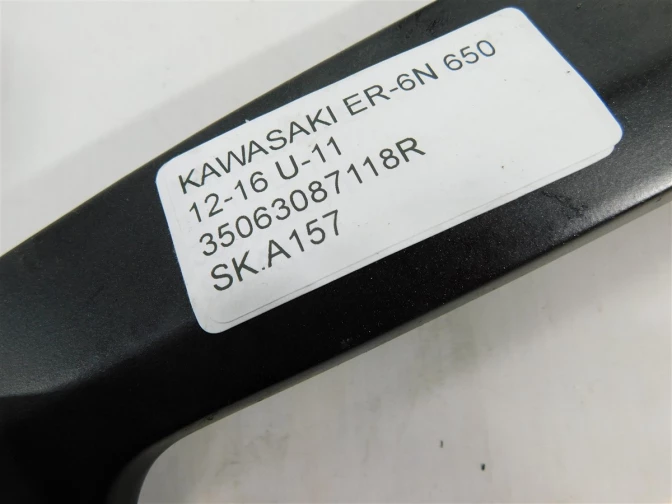 KAWASAKI ER-6N 650
12-16 U-11
35063087118R
SK.A157